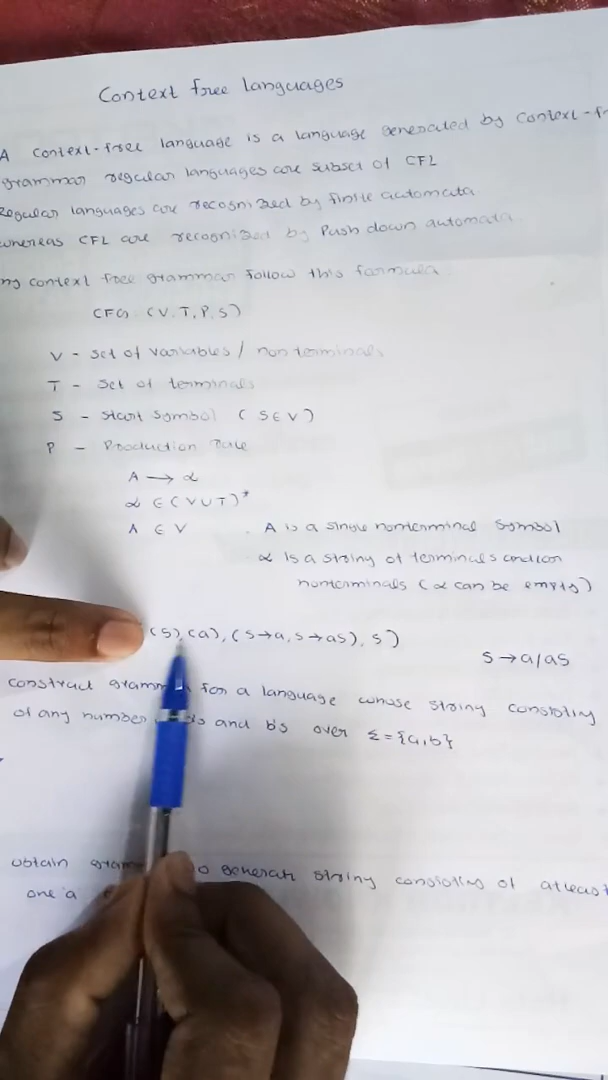 Context free languages
A context-free language is a language generated by context-f
grammar regular languages are subset of CFL
Regular languages are recognized by finite automata
whereas CFL are recognized by Push down automata
ny context free grammar follow this formula
CFG (V, T, P, S)
V - set of variables / non terminals
T - set of terminals
S - start symbol (S ∈ V)
P - Production Rule
A → α
α ∈ (V ∪ T)*
A ∈ V . A is a single nonterminal symbol
α is a string of terminals and/or
nonterminals (α can be empty)
(S), (a), (S→a, S→aS), S)
S → a/aS
construct gramm for a language whose string consisting
of any number and b's over Σ = {a, b}
obtain gram to generate string consisting of atleast
one 'a